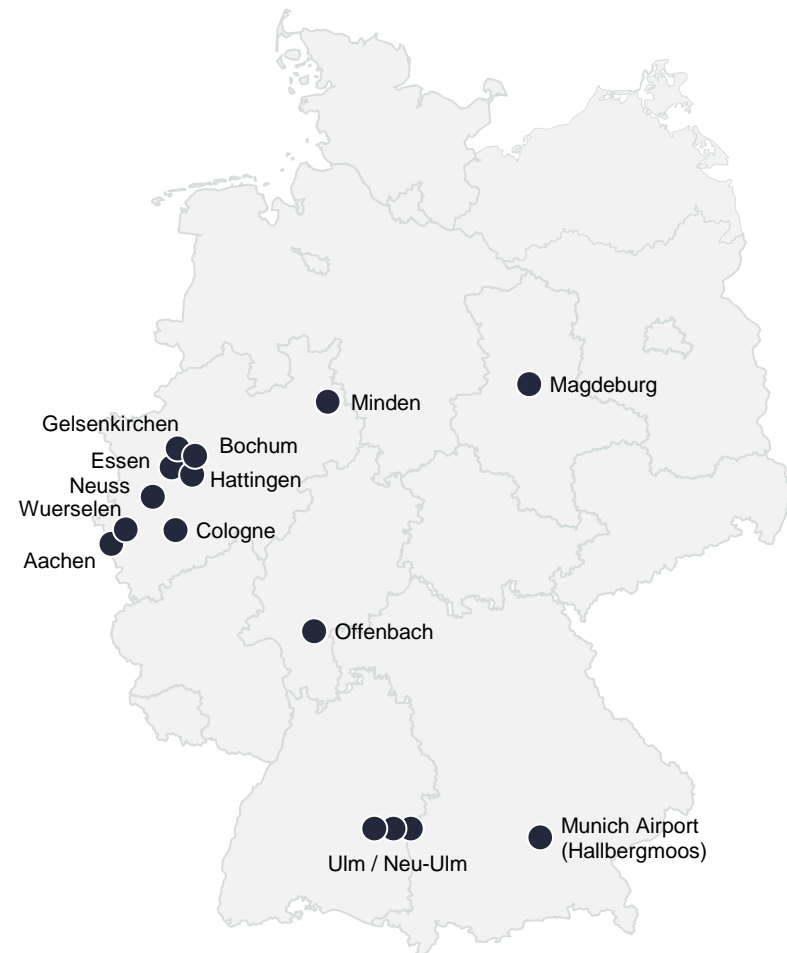 Minden
Magdeburg
Gelsenkirchen
Bochum
Essen
Hattingen
Neuss
Wuerselen
Cologne
Aachen
Offenbach
Munich Airport
(Hallbergmoos)
Ulm / Neu-Ulm